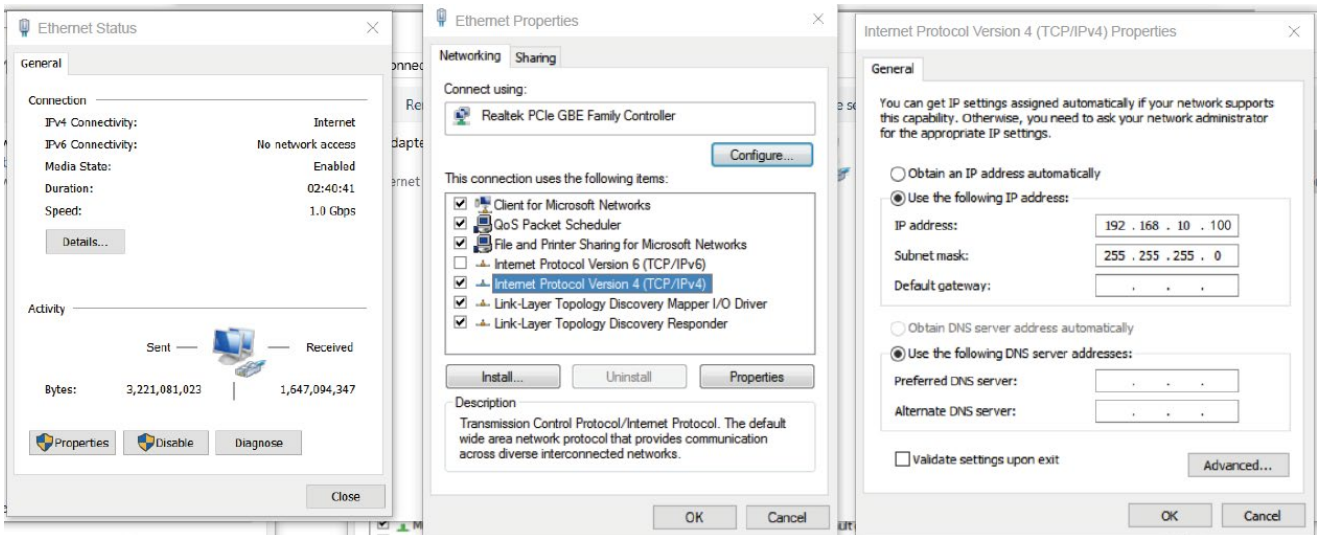 Ethernet Status
General
Connection
IPv4 Connectivity: Internet
IPv6 Connectivity: No network access
Media State: Enabled
Duration: 02:40:41
Speed: 1.0 Gbps
Details...
Activity
Sent Received
Bytes: 3,221,081,023 1,647,094,347
Properties Disable Diagnose
Close
Ethernet Properties
Networking Sharing
Connect using:
Realtek PCIe GBE Family Controller
Configure...
This connection uses the following items:
Client for Microsoft Networks
QoS Packet Scheduler
File and Printer Sharing for Microsoft Networks
Internet Protocol Version 6 (TCP/IPv6)
Internet Protocol Version 4 (TCP/IPv4)
Link-Layer Topology Discovery Mapper I/O Driver
Link-Layer Topology Discovery Responder
Install... Uninstall Properties
Description
Transmission Control Protocol/Internet Protocol. The default
wide area network protocol that provides communication
across diverse interconnected networks.
OK Cancel
Internet Protocol Version 4 (TCP/IPv4) Properties
General
You can get IP settings assigned automatically if your network supports
this capability. Otherwise, you need to ask your network administrator
for the appropriate IP settings.
Obtain an IP address automatically
Use the following IP address:
IP address: 192 . 168 . 10 . 100
Subnet mask: 255 . 255 . 255 . 0
Default gateway: . . .
Obtain DNS server address automatically
Use the following DNS server addresses:
Preferred DNS server: . . .
Alternate DNS server: . . .
Validate settings upon exit
Advanced...
OK Cancel